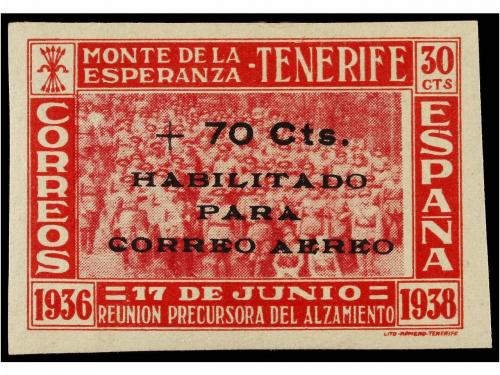 MONTE DE LA
ESPERANZA - TENERIFE
30
CTS
CORREOS
+ 70 Cts.
HABILITADO
PARA
CORREO AEREO
ESPAÑA
1936
= 17 DE JUNIO =
REUNION PRECURSORA DEL ALZAMIENTO
1938
LITO-ROMERO-TENERIFE